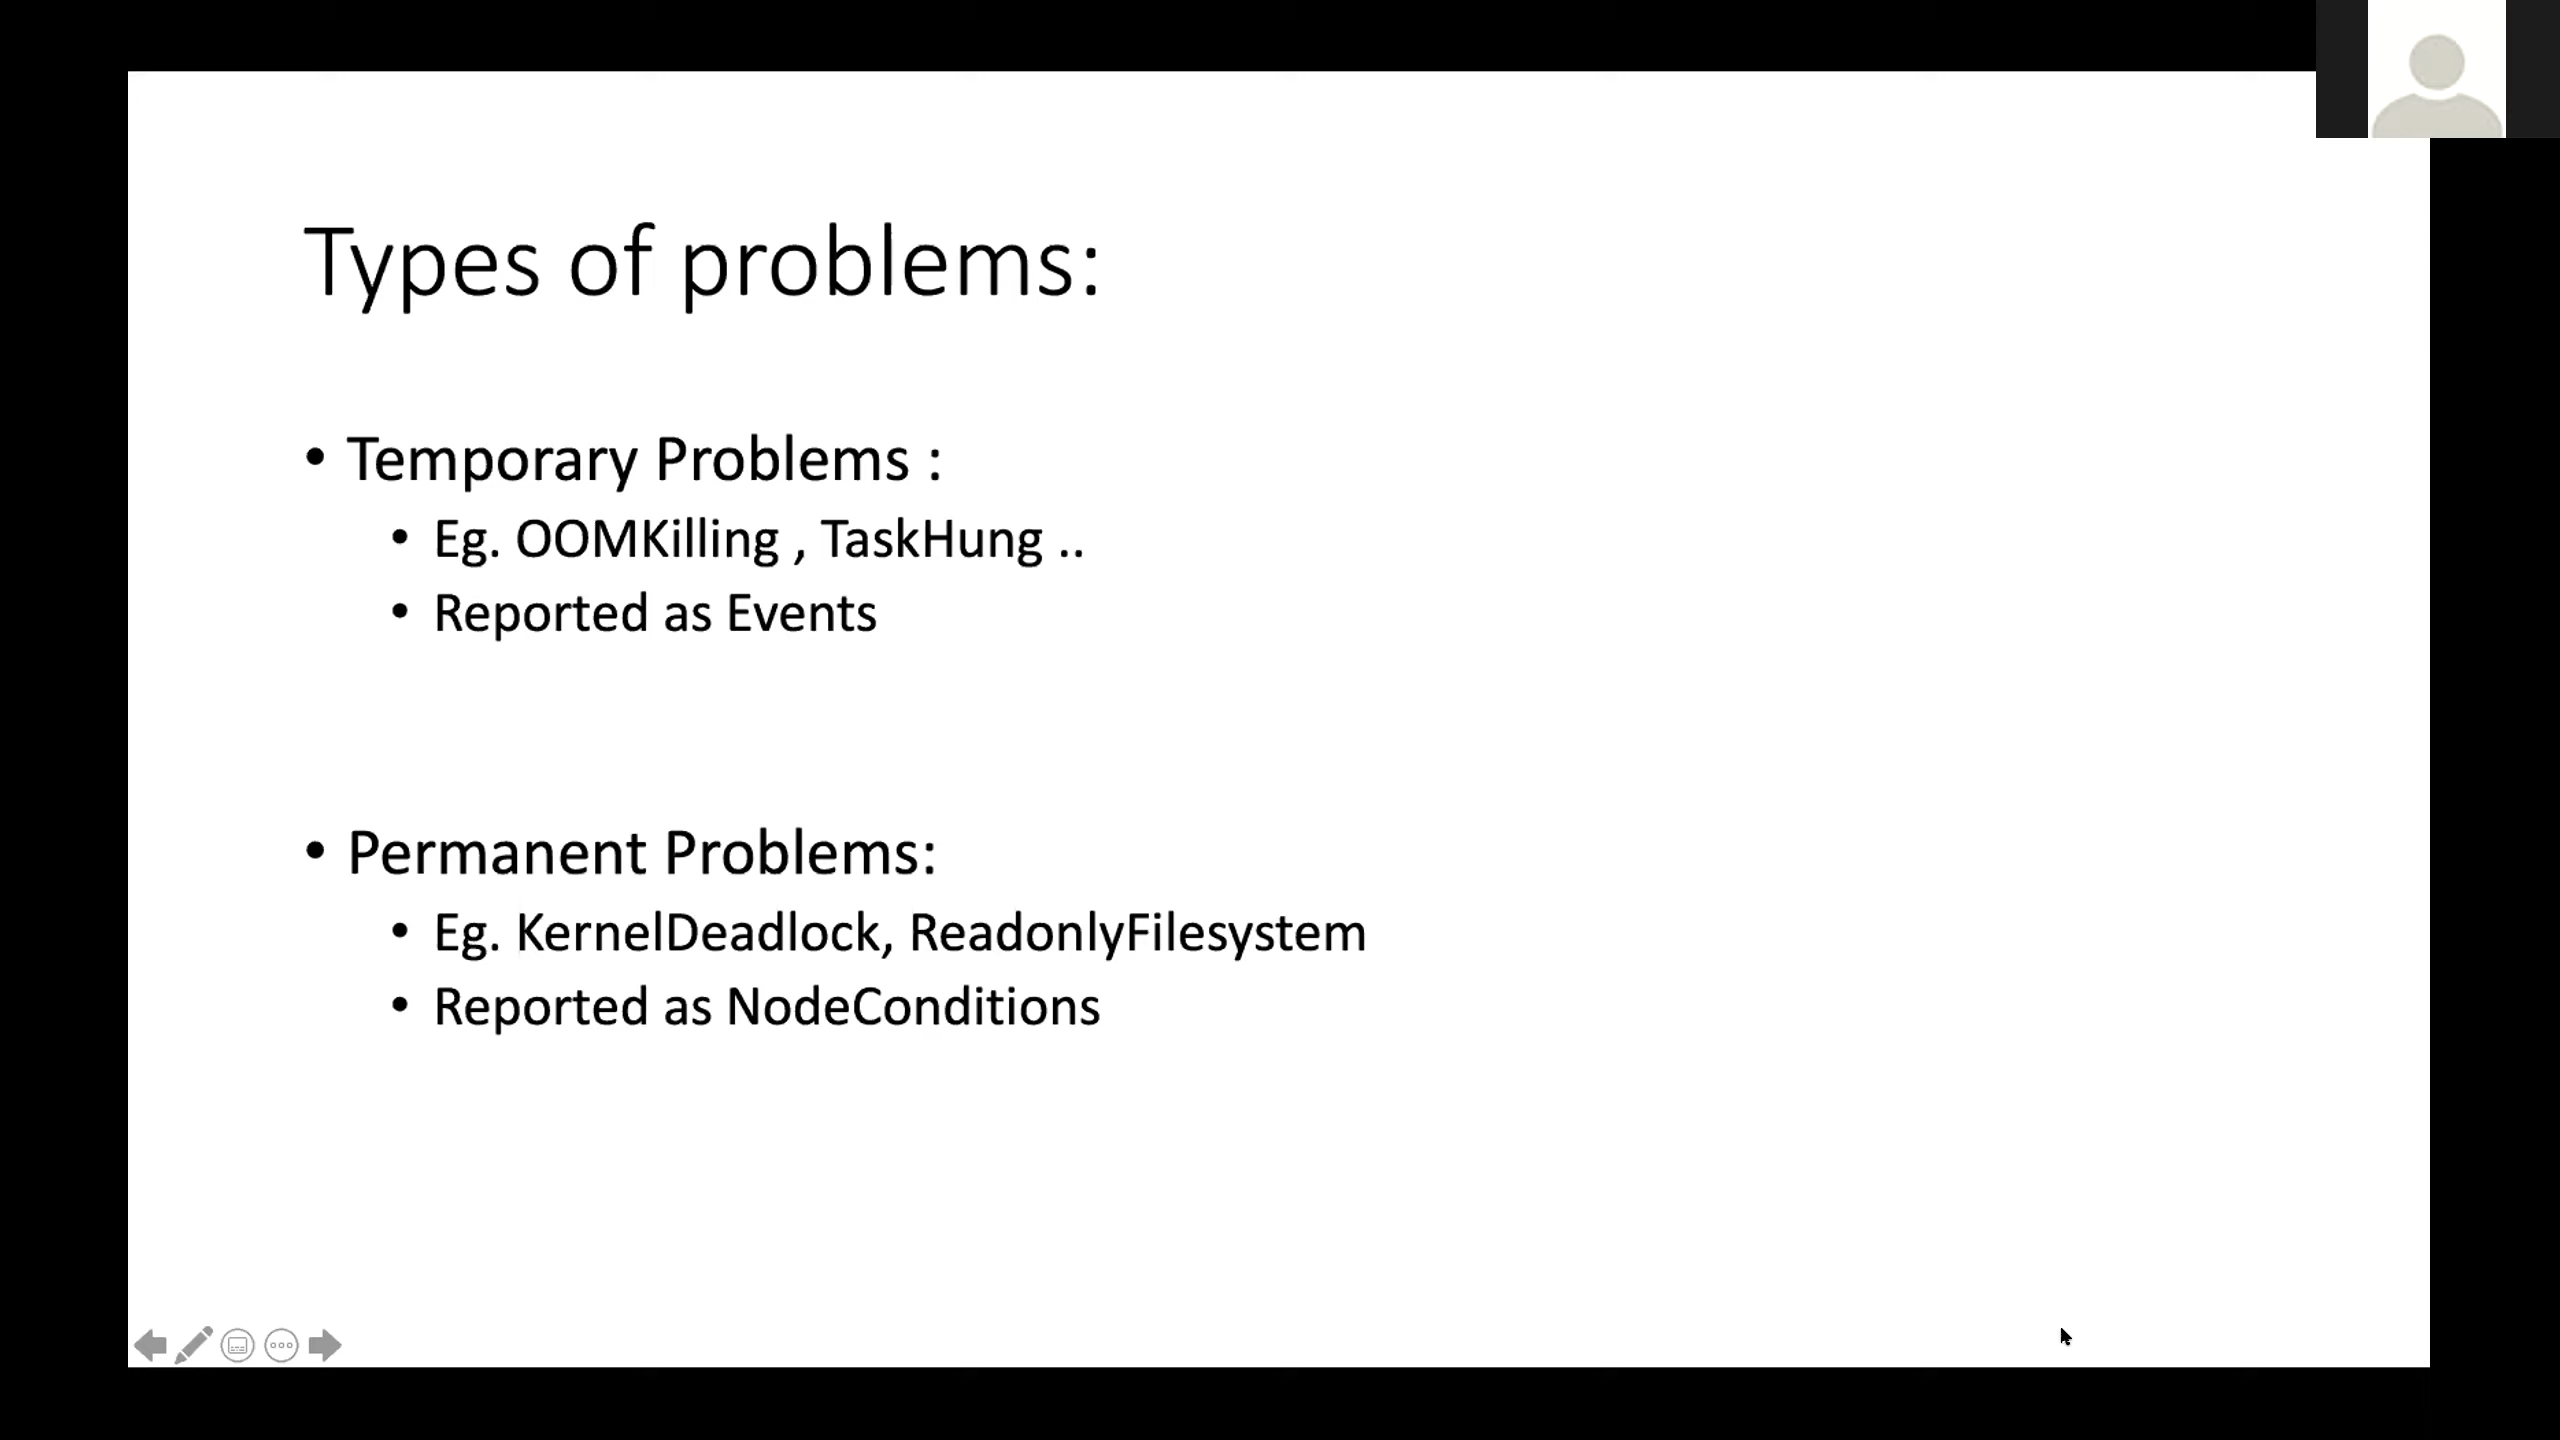 Types of problems:
• Temporary Problems :
• Eg. OOMKilling , TaskHung ..
• Reported as Events
• Permanent Problems:
• Eg. KernelDeadlock, ReadonlyFilesystem
• Reported as NodeConditions